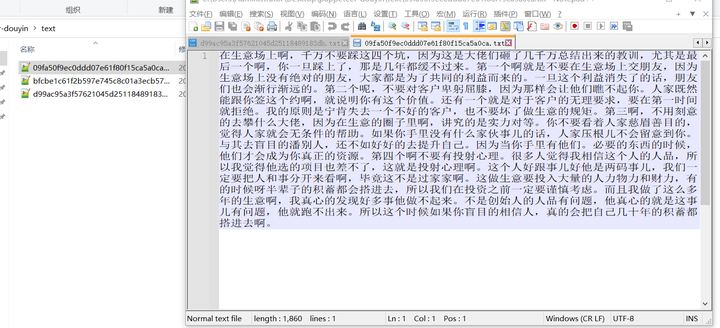 组织
新建
-douyin > text
名称
09fa50f9ec0ddd07e61f80f15ca5a0ca...
bfcbe1c61f2b597e745c8c01a3ecb57...
d99ac95a3f57621045d25118489183...
文件(F) 编辑(E) 搜索(S) 视图(V) 编码(N) 语言(L) 设置(T) 工具(O) 宏(M) 运行(R) 插件(P) 窗口(W) ?
d99ac95a3f57621045d25118489183db.txt
09fa50f9ec0ddd07e61f80f15ca5a0ca.txt
1
在生意场上啊，千万不要踩这四个坑，因为这是大佬们砸了几千万总结出来的教训，尤其是最
后一个啊，你一旦踩上了，那是几年都缓不过来。第一个啊就是不要在生意场上交朋友，因为
生意场上没有绝对的朋友，大家都是为了共同的利益而来的。一旦这个利益消失了的话，朋友
们也会渐行渐远的。第二个呢，不要对客户卑射屈膝，因为那样会让他们瞧不起你。人家既然
能跟你签这个约啊，就说明你有这个价值。还有一个就是对于客户的无理要求，要在第一时间
就拒绝。我的原则是宁肯失去一个不好的客户，也不要坏了做生意的规矩。第三啊，不用刻意
的去攀什么大佬，因为在生意的圈子里啊，讲究的是实力对等。你不要看着人家慈眉善目的，
觉得人家就会无条件的帮助。如果你手里没有什么家伙事儿的话，人家压根儿不会留意到你。
与其去盲目的潘别人，还不如好好的去提升自己。因为当你手里有他们。必要的东西的时候，
他们才会成为你真正的资源。第四个啊不要有投射心理。很多人觉得我相信这个人的人品，所
以我觉得他选的项目也差不了，这就是投射心理啊。这个人好跟事儿好他是两码事儿，我们一
定要把人和事分开来看啊，毕竟这不是过家家啊。这做生意要投入大量的人力物力和财力，有
的时候呀半辈子的积蓄都会搭进去，所以我们在投资之前一定要谨慎考虑。而且我做了这么多
年的生意啊，我真心的发现好多事他做不起来。不是创始人的人品有问题，他真心的就是这事
儿有问题，他就跑不出来。所以这个时候如果你盲目的相信人，真的会把自己几十年的积蓄都
搭进去啊。
Normal text file length : 1,860 lines : 1 Ln : 1 Col : 1 Pos : 1 Windows (CR LF) UTF-8 INS